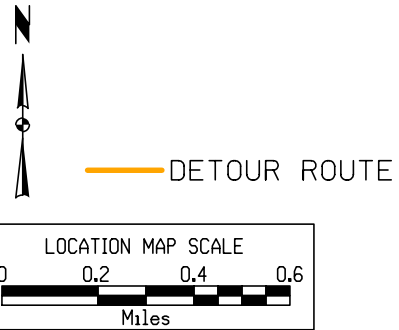 N
DETOUR ROUTE
LOCATION MAP SCALE
0 0.2 0.4 0.6
Miles